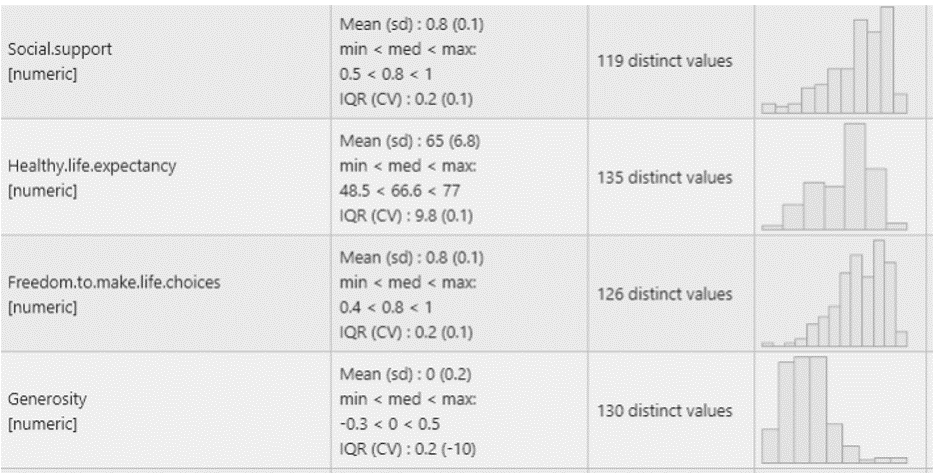 Social.support
[numeric]
Mean (sd) : 0.8 (0.1)
min < med < max:
0.5 < 0.8 < 1
IQR (CV) : 0.2 (0.1)
119 distinct values
Healthy.life.expectancy
[numeric]
Mean (sd) : 65 (6.8)
min < med < max:
48.5 < 66.6 < 77
IQR (CV) : 9.8 (0.1)
135 distinct values
Freedom.to.make.life.choices
[numeric]
Mean (sd) : 0.8 (0.1)
min < med < max:
0.4 < 0.8 < 1
IQR (CV) : 0.2 (0.1)
126 distinct values
Generosity
[numeric]
Mean (sd) : 0 (0.2)
min < med < max:
-0.3 < 0 < 0.5
IQR (CV) : 0.2 (-10)
130 distinct values